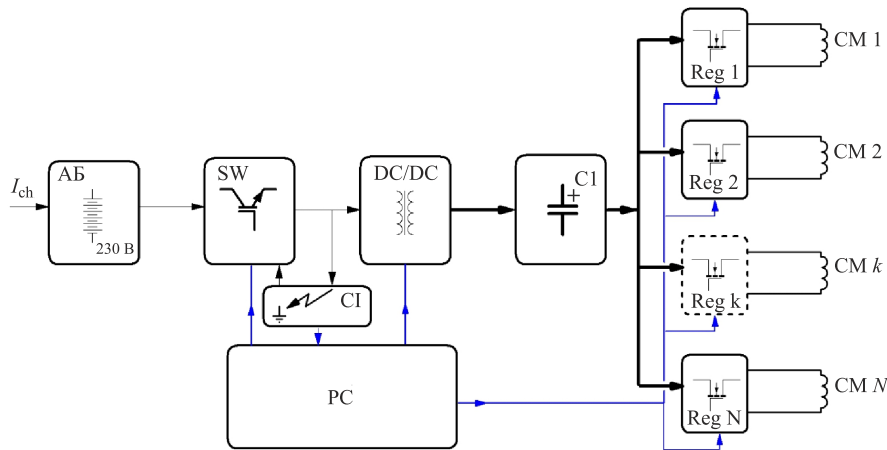 I_ch
АБ
230 В
SW
CI
DC/DC
C1
+
PC
Reg 1
CM 1
Reg 2
CM 2
Reg k
CM k
Reg N
CM N